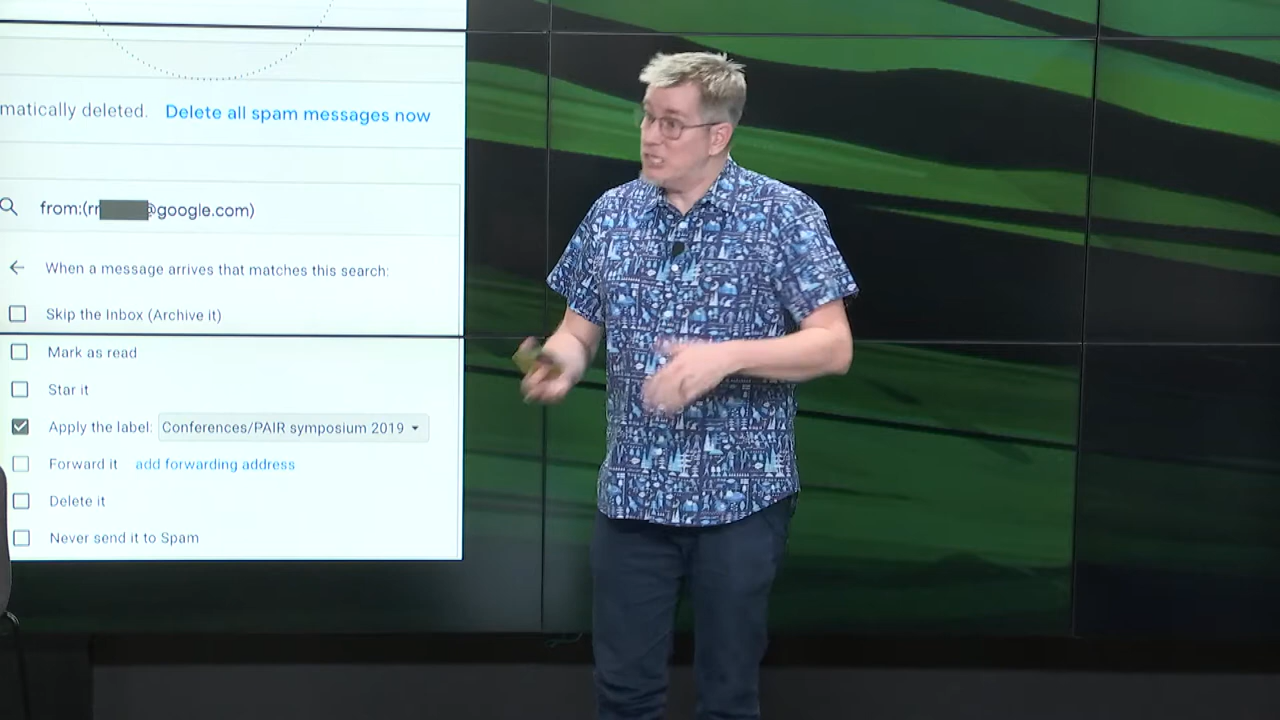 matically deleted. Delete all spam messages now
from:(rr @google.com)
When a message arrives that matches this search:
Skip the Inbox (Archive it)
Mark as read
Star it
Apply the label: Conferences/PAIR symposium 2019
Forward it add forwarding address
Delete it
Never send it to Spam